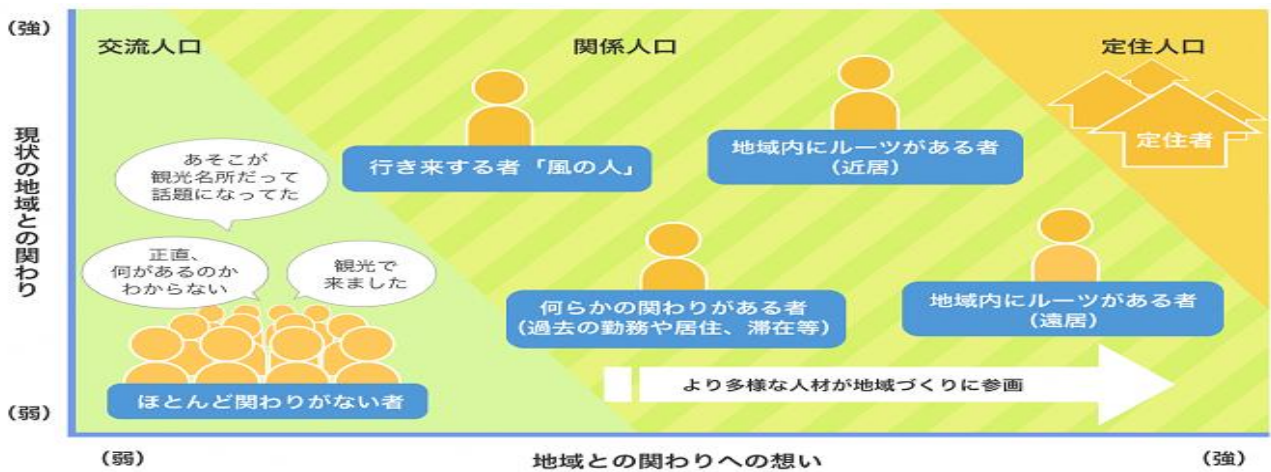 （強）
交流人口
関係人口
定住人口
現状の地域との関わり
定住者
行き来する者「風の人」
地域内にルーツがある者
（近居）
あそこが
観光名所だって
話題になってた
正直、
何があるのか
わからない
観光で
来ました
何らかの関わりがある者
（過去の勤務や居住、滞在等）
地域内にルーツがある者
（遠居）
ほとんど関わりがない者
より多様な人材が地域づくりに参画
（弱）
（弱）
地域との関わりへの想い
（強）